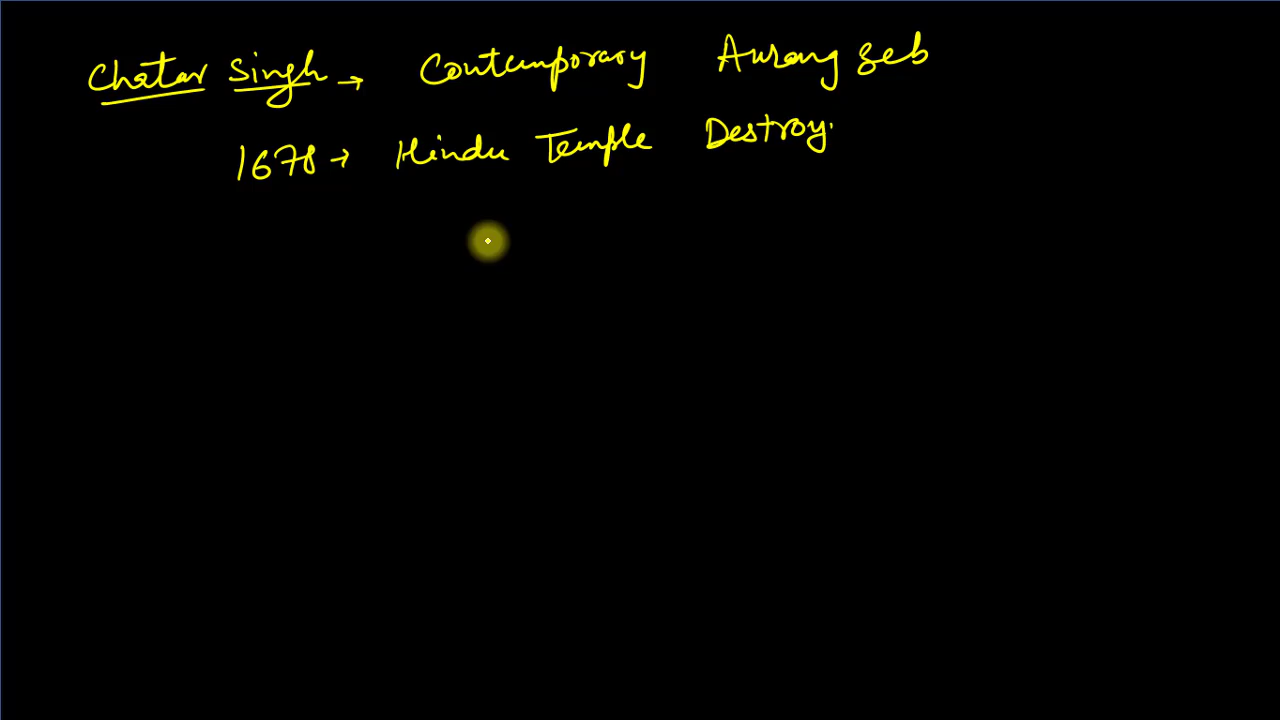 Chatar Singh → Contemporary Aurangzeb
1678 → Hindu Temple Destroy.